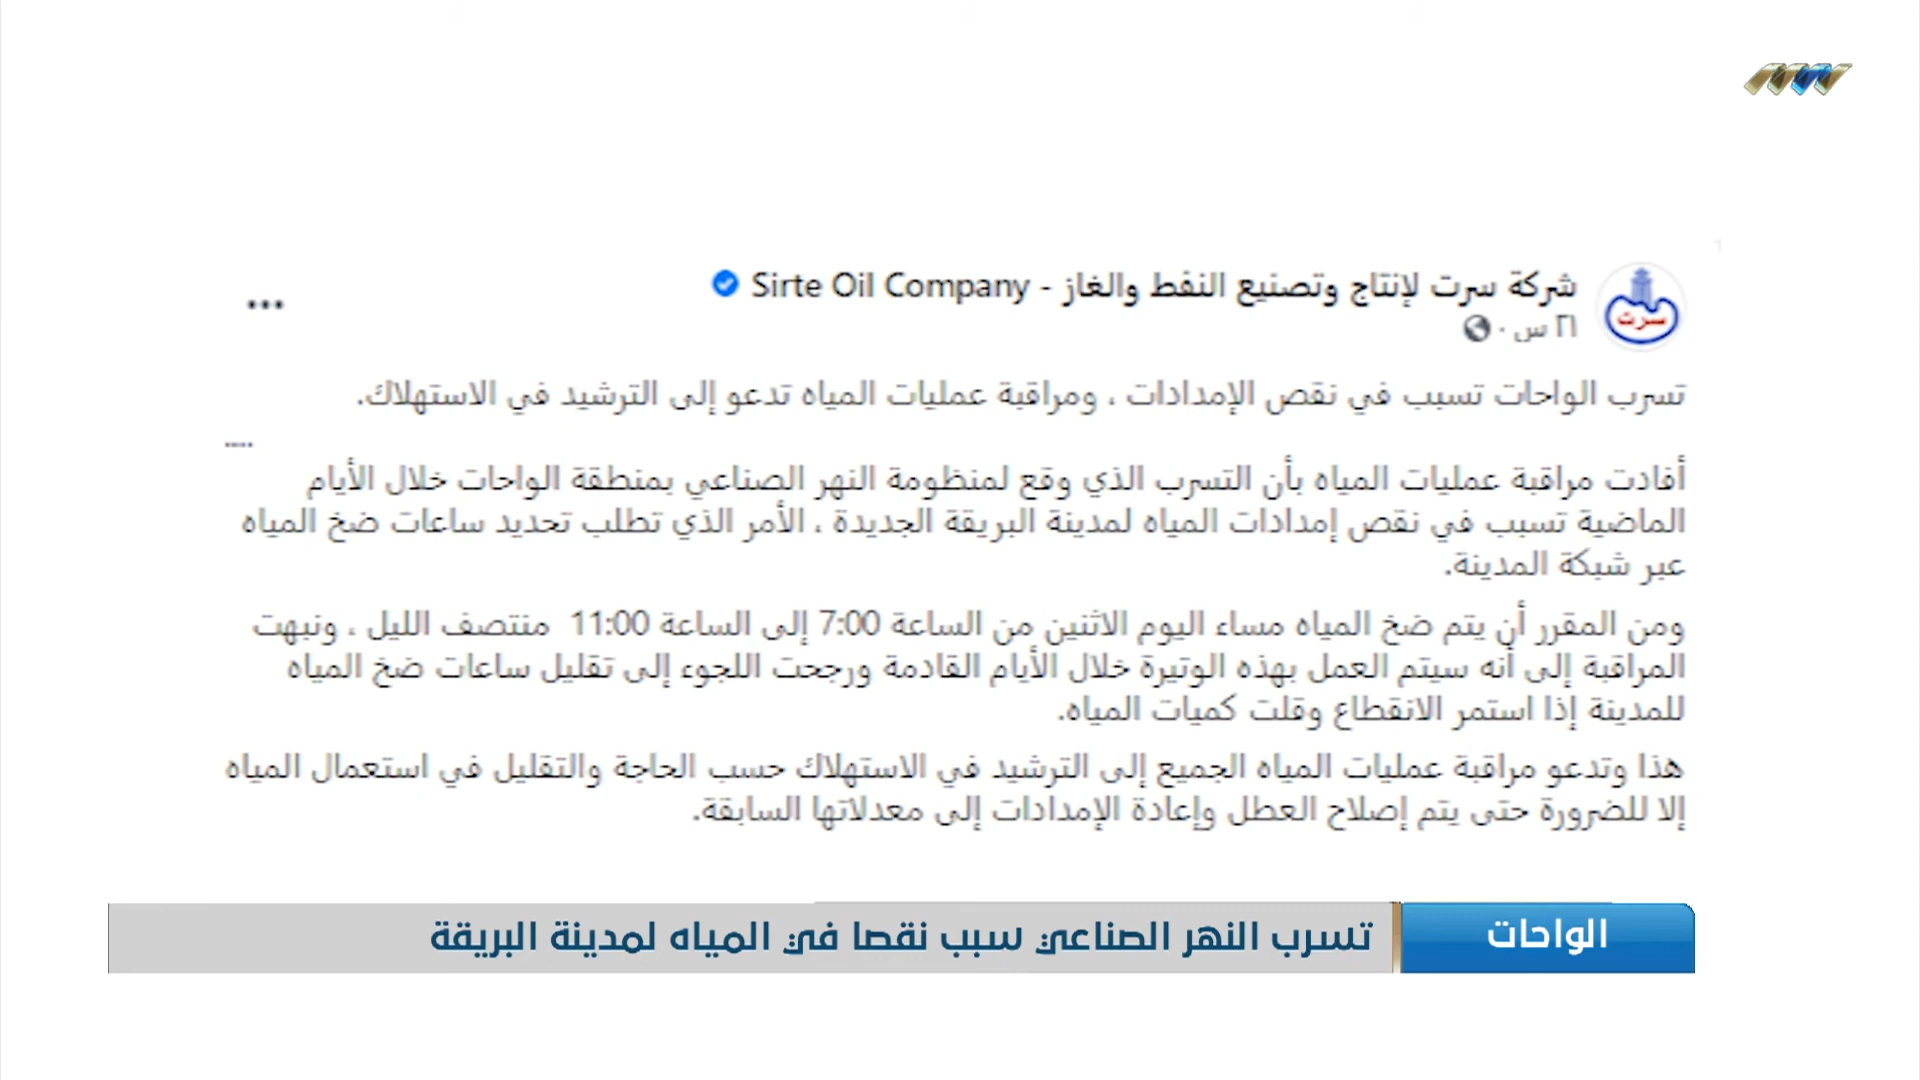 شركة سرت لإنتاج وتصنيع النفط والغاز - Sirte Oil Company
سرت
٢١ س ·
تسرب الواحات تسبب في نقص الإمدادات ، ومراقبة عمليات المياه تدعو إلى الترشيد في الاستهلاك.
....
أفادت مراقبة عمليات المياه بأن التسرب الذي وقع لمنظومة النهر الصناعي بمنطقة الواحات خلال الأيام
الماضية تسبب في نقص إمدادات المياه لمدينة البريقة الجديدة ، الأمر الذي تطلب تحديد ساعات ضخ المياه
عبر شبكة المدينة.
ومن المقرر أن يتم ضخ المياه مساء اليوم الاثنين من الساعة 7:00 إلى الساعة 11:00 منتصف الليل ، ونبهت
المراقبة إلى أنه سيتم العمل بهذه الوتيرة خلال الأيام القادمة ورجحت اللجوء إلى تقليل ساعات ضخ المياه
للمدينة إذا استمر الانقطاع وقلت كميات المياه.
هذا وتدعو مراقبة عمليات المياه الجميع إلى الترشيد في الاستهلاك حسب الحاجة والتقليل في استعمال المياه
إلا للضرورة حتى يتم إصلاح العطل وإعادة الإمدادات إلى معدلاتها السابقة.
الواحات
تسرب النهر الصناعي سبب نقصا في المياه لمدينة البريقة